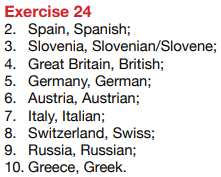 Exercise 24
2. Spain, Spanish;
3. Slovenia, Slovenian/Slovene;
4. Great Britain, British;
5. Germany, German;
6. Austria, Austrian;
7. Italy, Italian;
8. Switzerland, Swiss;
9. Russia, Russian;
10. Greece, Greek.